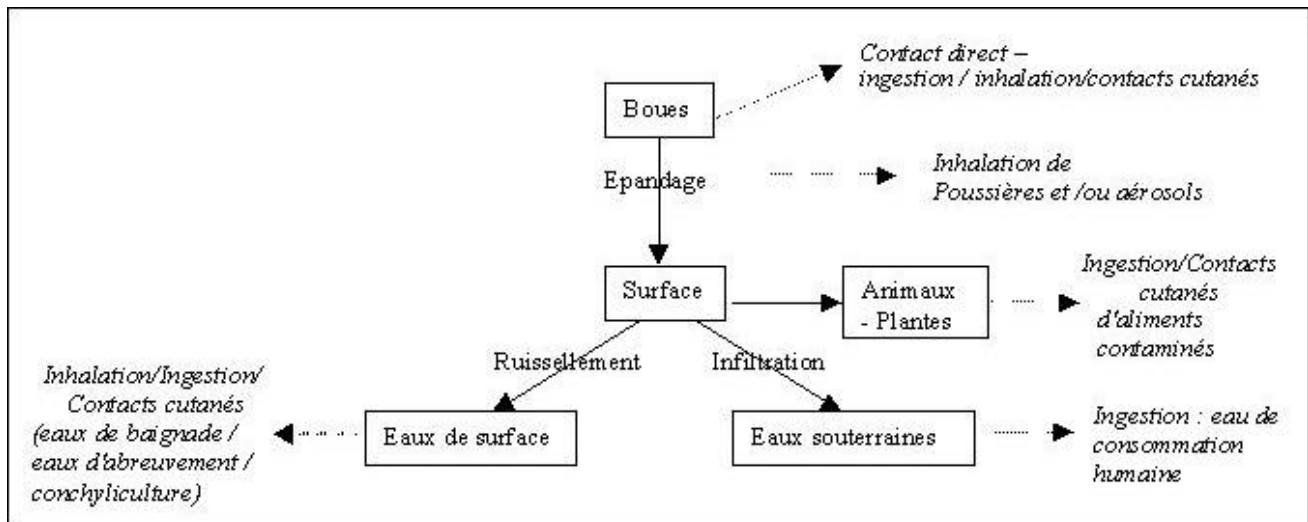 Contact direct –
ingestion / inhalation/contacts cutanés
Boues
Epandage
Inhalation de
Poussières et /ou aérosols
Surface
Animaux
- Plantes
Ingestion/Contacts
cutanés
d'aliments
contaminés
Ruissellement
Infiltration
Inhalation/Ingestion/
Contacts cutanés
(eaux de baignade /
eaux d'abreuvement /
conchyliculture)
Eaux de surface
Eaux souterraines
Ingestion : eau de
consommation
humaine